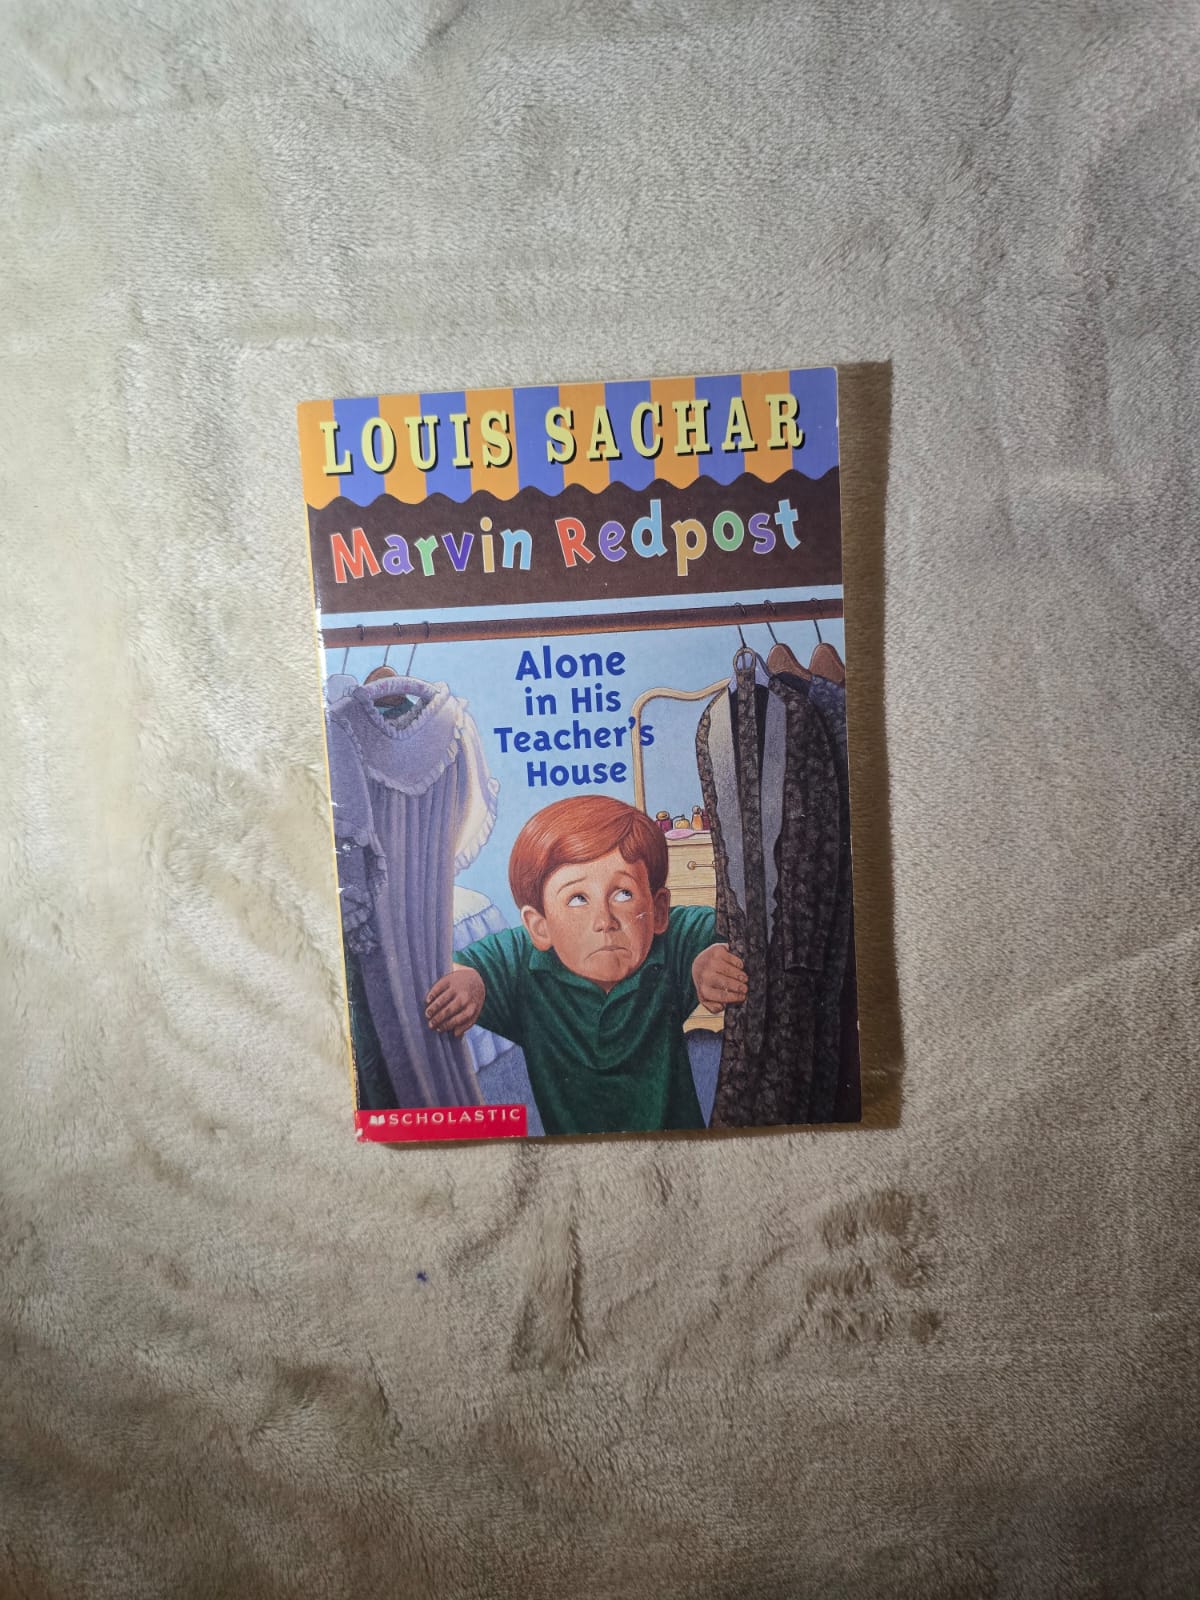 LOUIS SACHAR
Marvin Redpost
Alone
in His
Teacher's
House
SCHOLASTIC